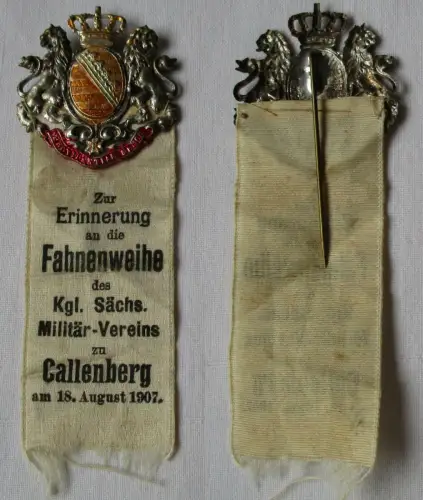 Zur
Erinnerung
an die
Fahnenweihe
des
Kgl. Sächs.
Militär-Vereins
zu
Callenberg
am 18. August 1907.